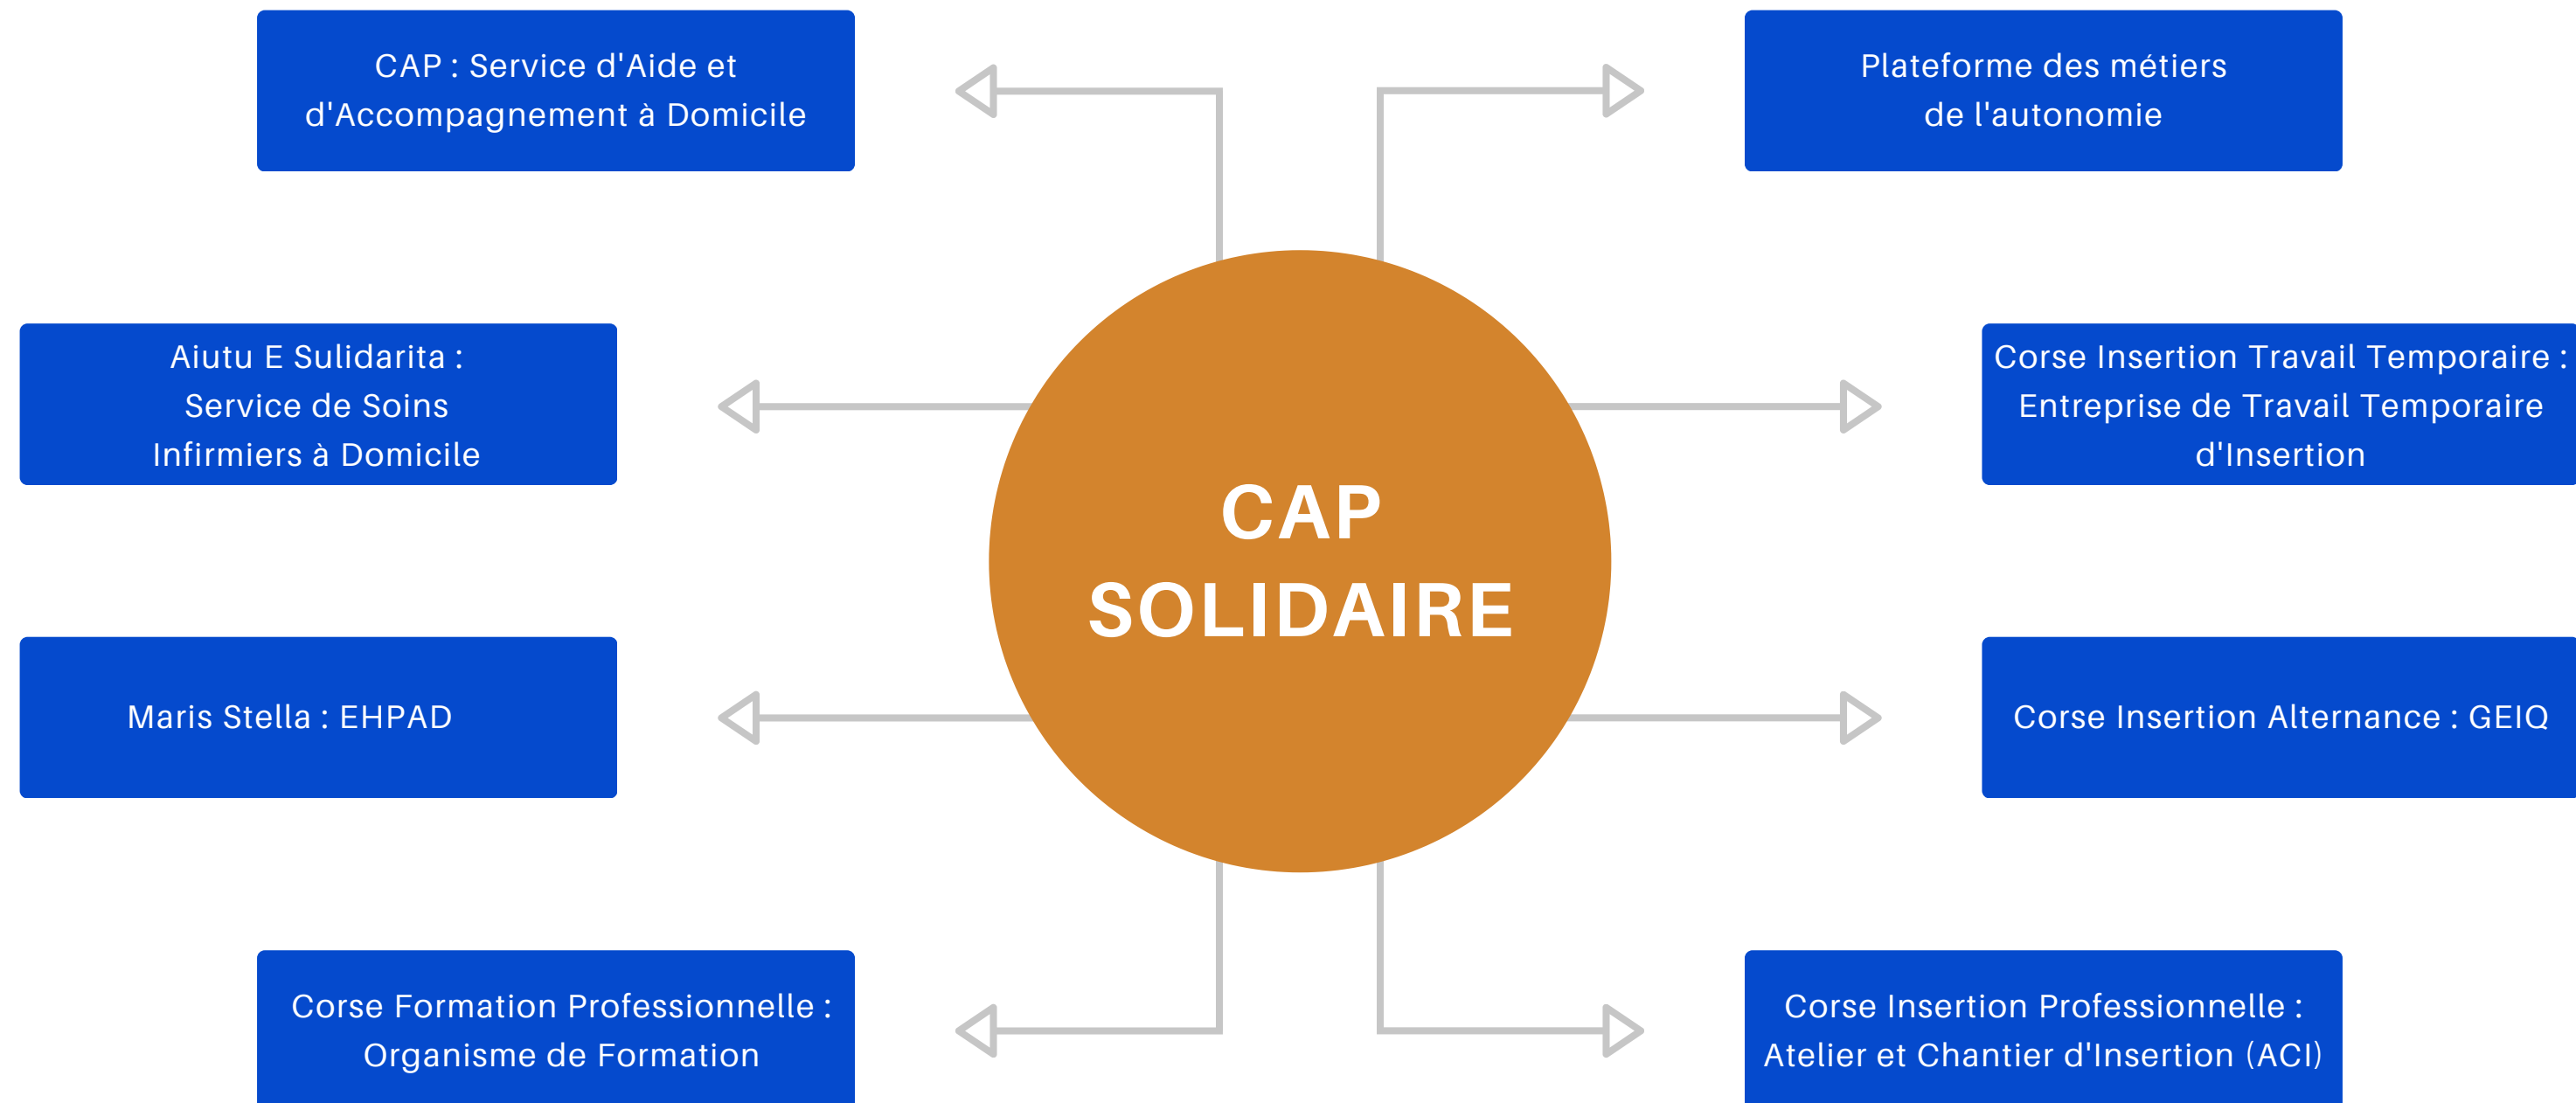 CAP : Service d'Aide et
d'Accompagnement à Domicile
Plateforme des métiers
de l'autonomie
Aiutu E Sulidarita :
Service de Soins
Infirmiers à Domicile
Corse Insertion Travail Temporaire :
Entreprise de Travail Temporaire
d'Insertion
CAP
SOLIDAIRE
Maris Stella : EHPAD
Corse Insertion Alternance : GEIQ
Corse Formation Professionnelle :
Organisme de Formation
Corse Insertion Professionnelle :
Atelier et Chantier d'Insertion (ACI)